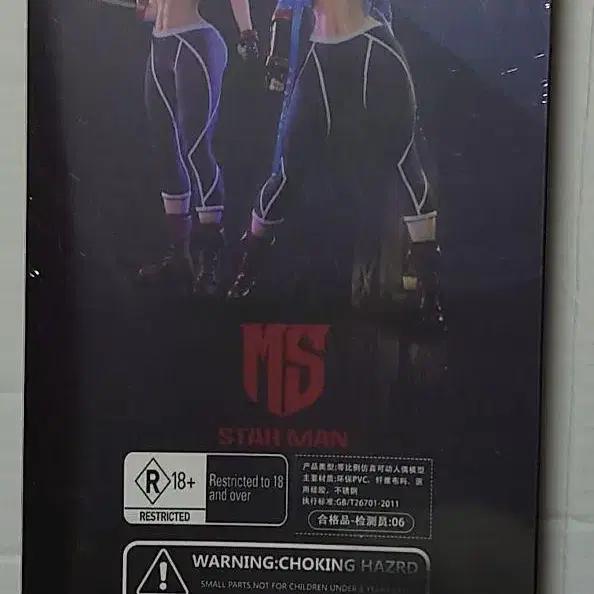 MS
STAR MAN
R 18+
RESTRICTED
Restricted to 18
and over
产品类型:等比例仿真可动人偶模型
主要材质:环保PVC、纤维布料、医
用硅胶、不锈钢
执行标准:GB/T26701-2011
合格品-检测员:06
WARNING:CHOKING HAZRD
SMALL PARTS,NOT FOR CHILDREN UNDER 3